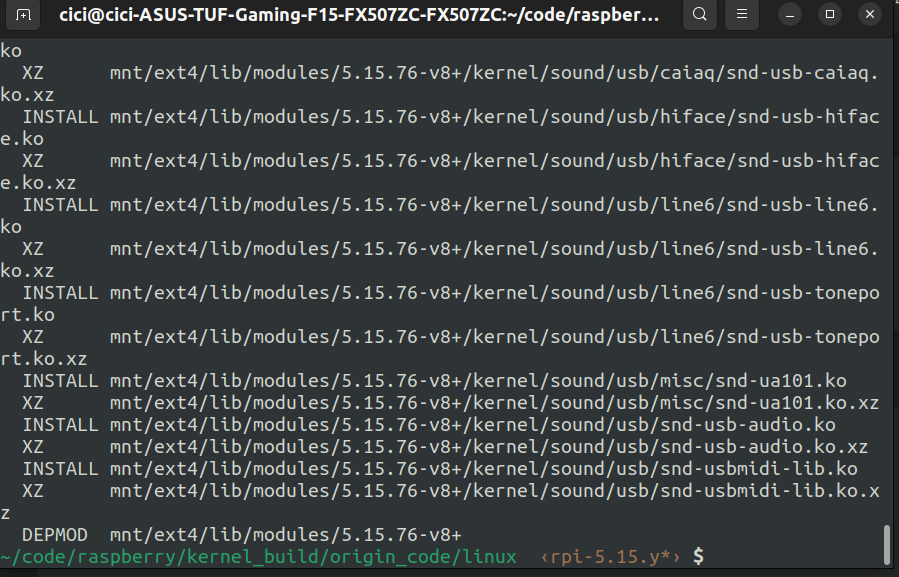 cici@cici-ASUS-TUF-Gaming-F15-FX507ZC-FX507ZC:~/code/raspber...
ko
  XZ      mnt/ext4/lib/modules/5.15.76-v8+/kernel/sound/usb/caiaq/snd-usb-caiaq.
ko.xz
  INSTALL mnt/ext4/lib/modules/5.15.76-v8+/kernel/sound/usb/hiface/snd-usb-hifac
e.ko
  XZ      mnt/ext4/lib/modules/5.15.76-v8+/kernel/sound/usb/hiface/snd-usb-hifac
e.ko.xz
  INSTALL mnt/ext4/lib/modules/5.15.76-v8+/kernel/sound/usb/line6/snd-usb-line6.
ko
  XZ      mnt/ext4/lib/modules/5.15.76-v8+/kernel/sound/usb/line6/snd-usb-line6.
ko.xz
  INSTALL mnt/ext4/lib/modules/5.15.76-v8+/kernel/sound/usb/line6/snd-usb-tonepo
rt.ko
  XZ      mnt/ext4/lib/modules/5.15.76-v8+/kernel/sound/usb/line6/snd-usb-tonepo
rt.ko.xz
  INSTALL mnt/ext4/lib/modules/5.15.76-v8+/kernel/sound/usb/misc/snd-ua101.ko
  XZ      mnt/ext4/lib/modules/5.15.76-v8+/kernel/sound/usb/misc/snd-ua101.ko.xz
  INSTALL mnt/ext4/lib/modules/5.15.76-v8+/kernel/sound/usb/snd-usb-audio.ko
  XZ      mnt/ext4/lib/modules/5.15.76-v8+/kernel/sound/usb/snd-usb-audio.ko.xz
  INSTALL mnt/ext4/lib/modules/5.15.76-v8+/kernel/sound/usb/snd-usbmidi-lib.ko
  XZ      mnt/ext4/lib/modules/5.15.76-v8+/kernel/sound/usb/snd-usbmidi-lib.ko.x
z
  DEPMOD  mnt/ext4/lib/modules/5.15.76-v8+
~/code/raspberry/kernel_build/origin_code/linux  ‹rpi-5.15.y*› $